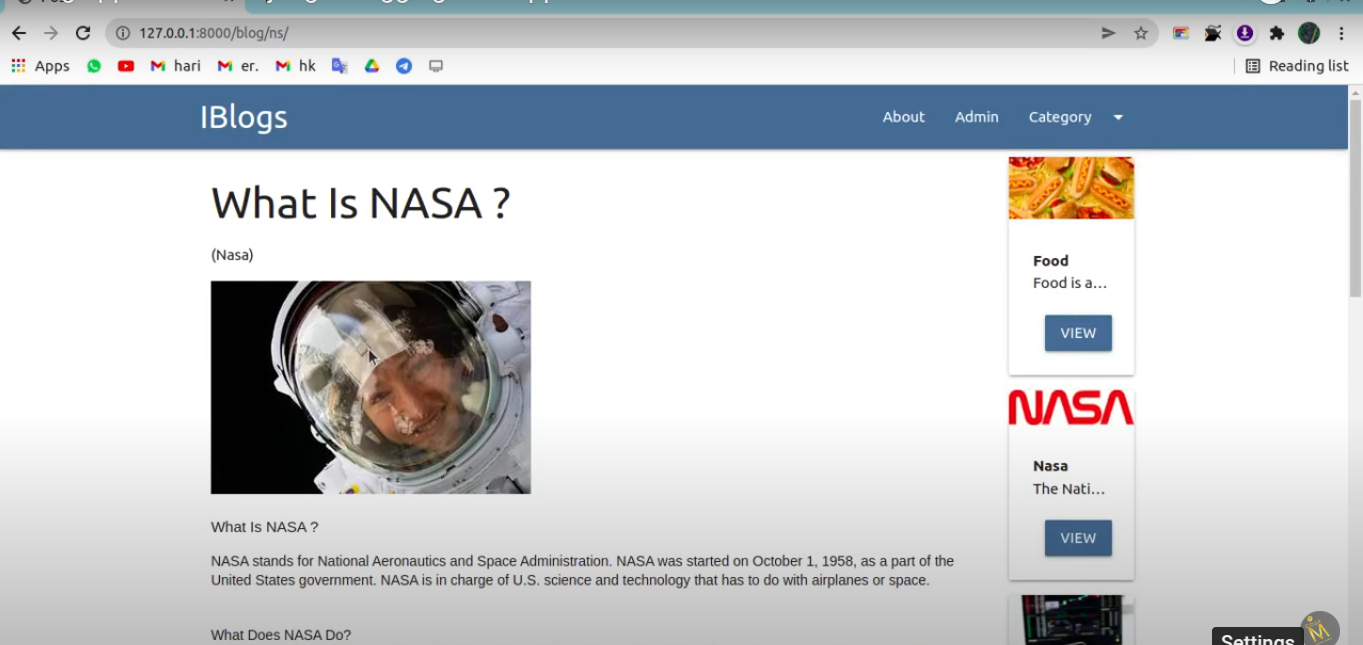 127.0.0.1:8000/blog/ns/
Apps hari er. hk Reading list
IBlogs About Admin Category
What Is NASA ?
(Nasa)
What Is NASA ?
NASA stands for National Aeronautics and Space Administration. NASA was started on October 1, 1958, as a part of the
United States government. NASA is in charge of U.S. science and technology that has to do with airplanes or space.
What Does NASA Do?
Food
Food is a...
VIEW
NASA
Nasa
The Nati...
VIEW
Settings